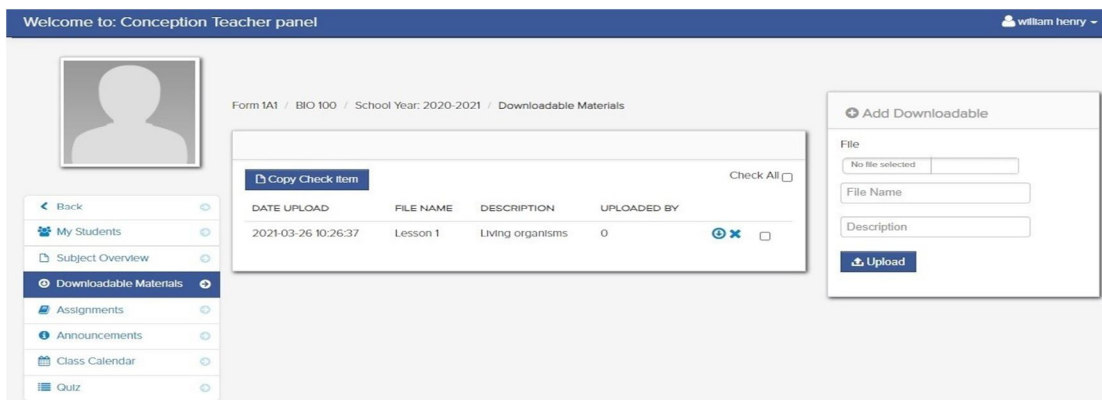 Welcome to: Conception Teacher panel
william henry
Form 1A1 / BIO 100 / School Year: 2020-2021 / Downloadable Materials
Copy Check item
Check All
DATE UPLOAD FILE NAME DESCRIPTION UPLOADED BY
2021-03-26 10:26:37 Lesson 1 Living organisms 0
Back
My Students
Subject Overview
Downloadable Materials
Assignments
Announcements
Class Calendar
Quiz
Add Downloadable
File
No file selected
File Name
Description
Upload